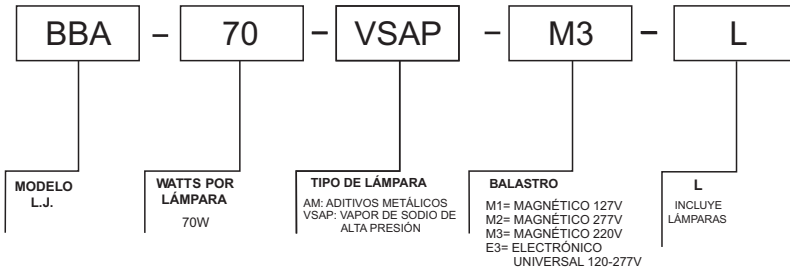 BBA – 70 – VSAP – M3 – L
MODELO
L.J.
WATTS POR
LÁMPARA
70W
TIPO DE LÁMPARA
AM: ADITIVOS METÁLICOS
VSAP: VAPOR DE SODIO DE
ALTA PRESIÓN
BALASTRO
M1= MAGNÉTICO 127V
M2= MAGNÉTICO 277V
M3= MAGNÉTICO 220V
E3= ELECTRÓNICO
UNIVERSAL 120-277V
L
INCLUYE
LÁMPARAS